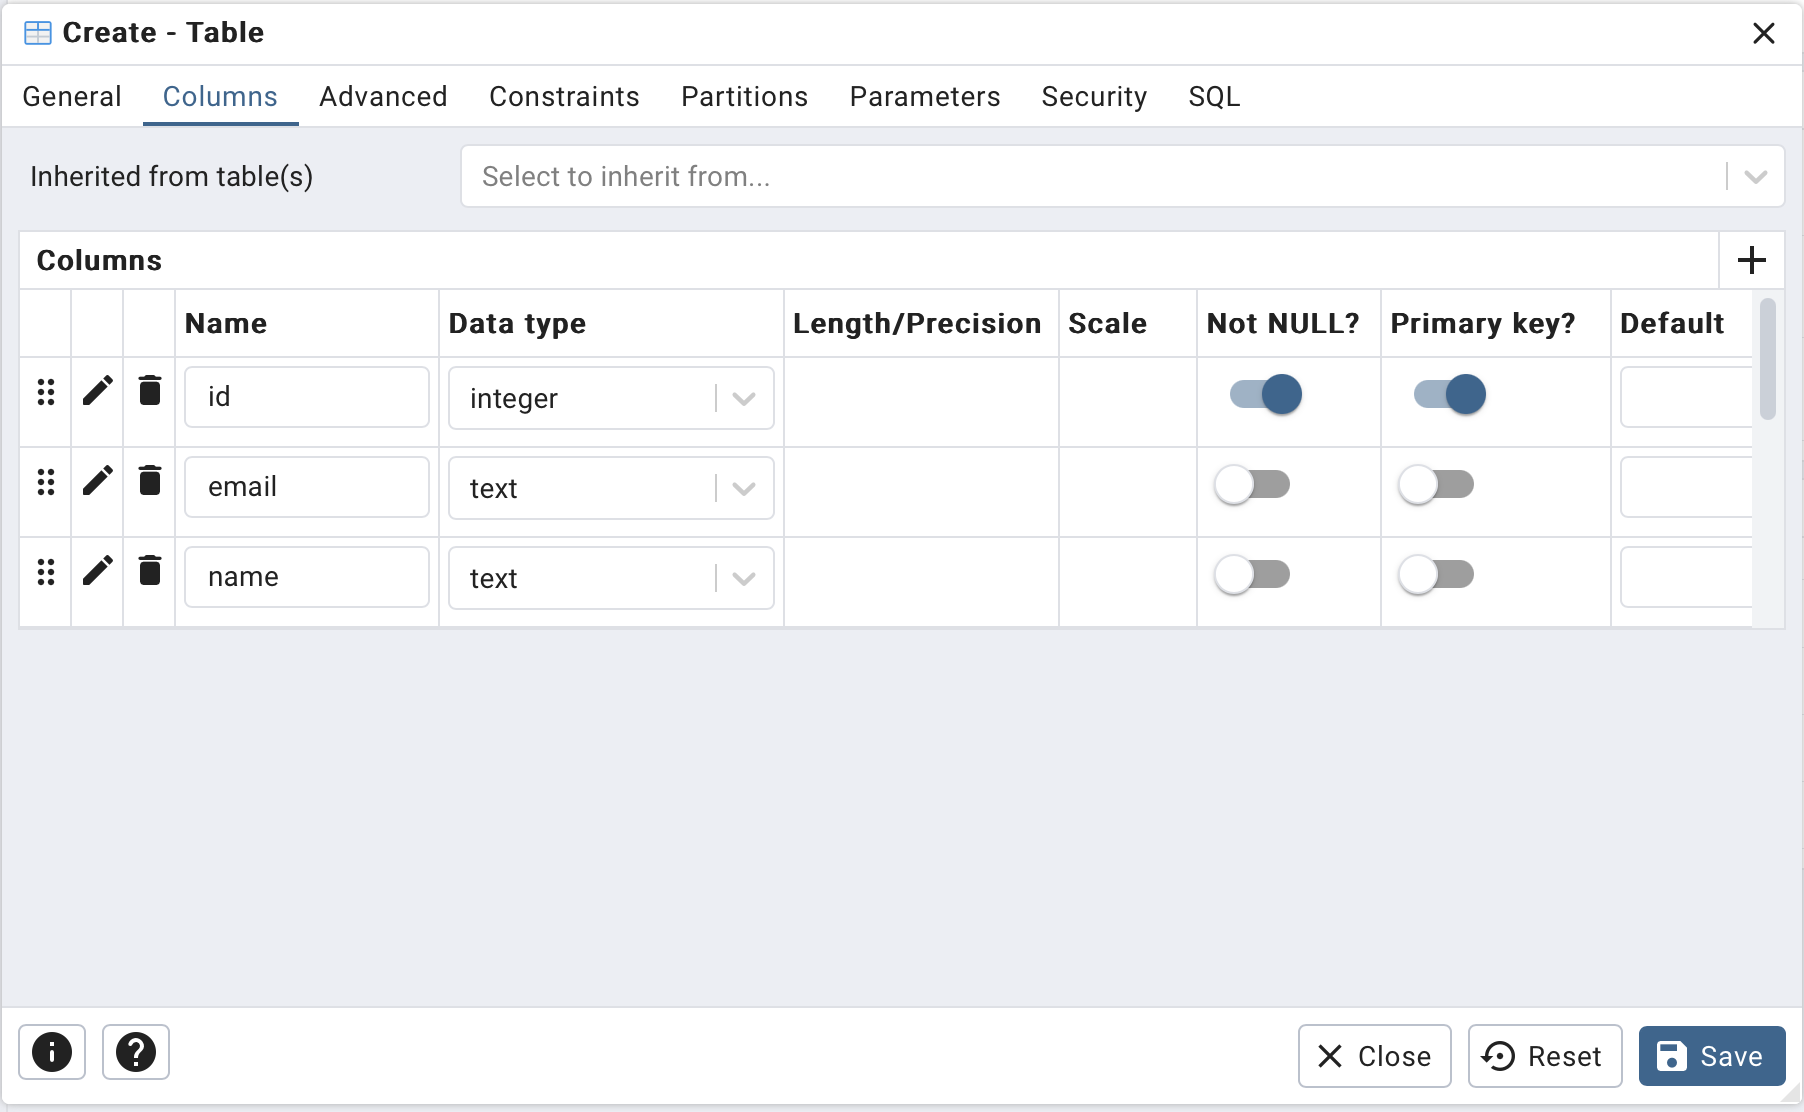 Create - Table
General Columns Advanced Constraints Partitions Parameters Security SQL
Inherited from table(s) Select to inherit from...
Columns
Name Data type Length/Precision Scale Not NULL? Primary key? Default
id integer
email text
name text
Close Reset Save